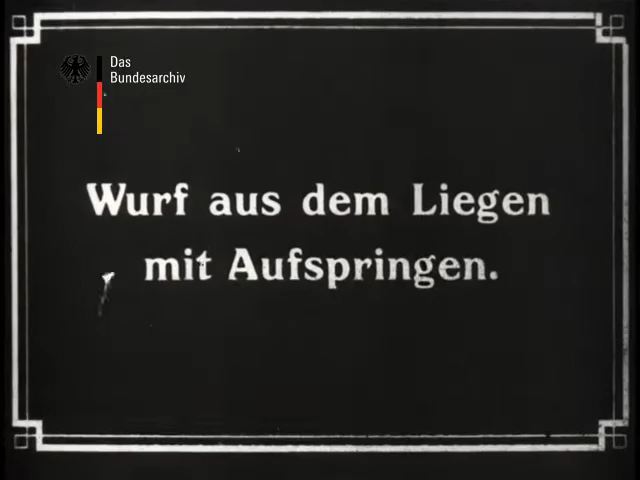 Das
Bundesarchiv
Wurf aus dem Liegen
mit Aufspringen.